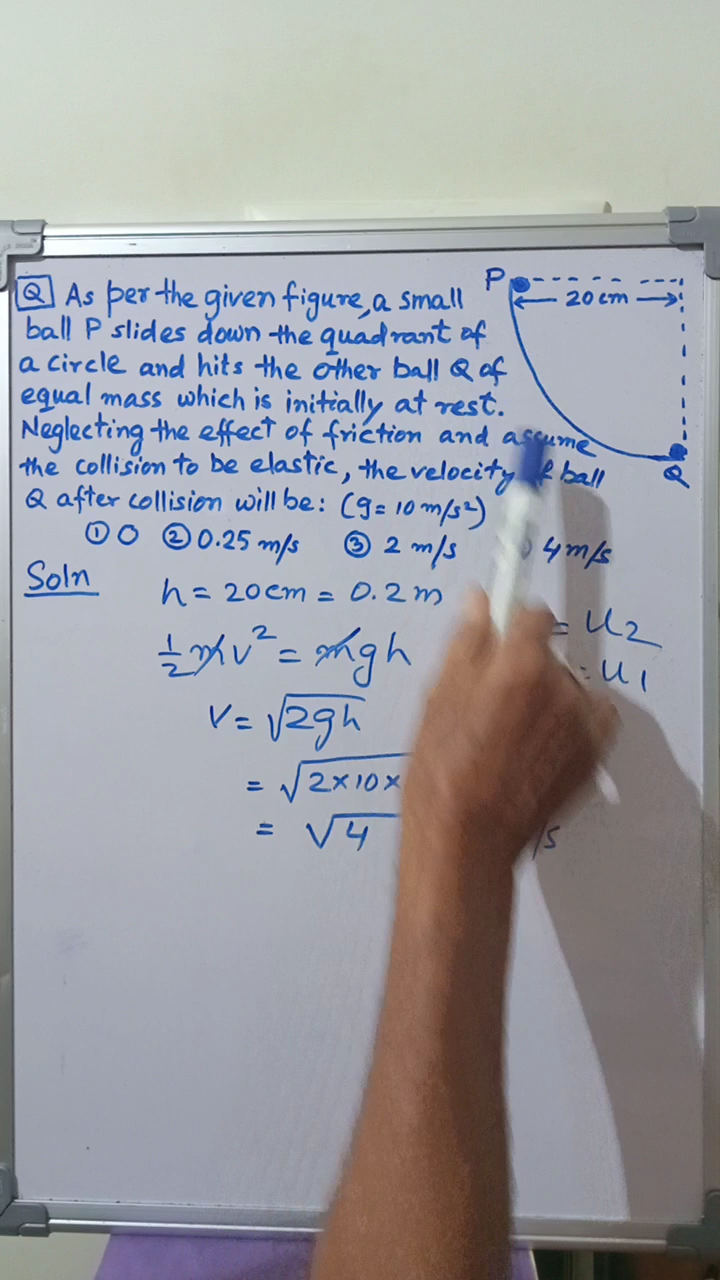 Q As per the given figure, a small
ball P slides down the quadrant of
a circle and hits the other ball Q of
equal mass which is initially at rest.
Neglecting the effect of friction and assume
the collision to be elastic, the velocity of ball
Q after collision will be: (g = 10 m/s²)
① 0 ② 0.25 m/s ③ 2 m/s 4 m/s
P
20 cm
Q
Soln
h = 20 cm = 0.2 m
½mv² = mgh
v = √2gh
= √2×10×
= √4
/s
= u2
= u1